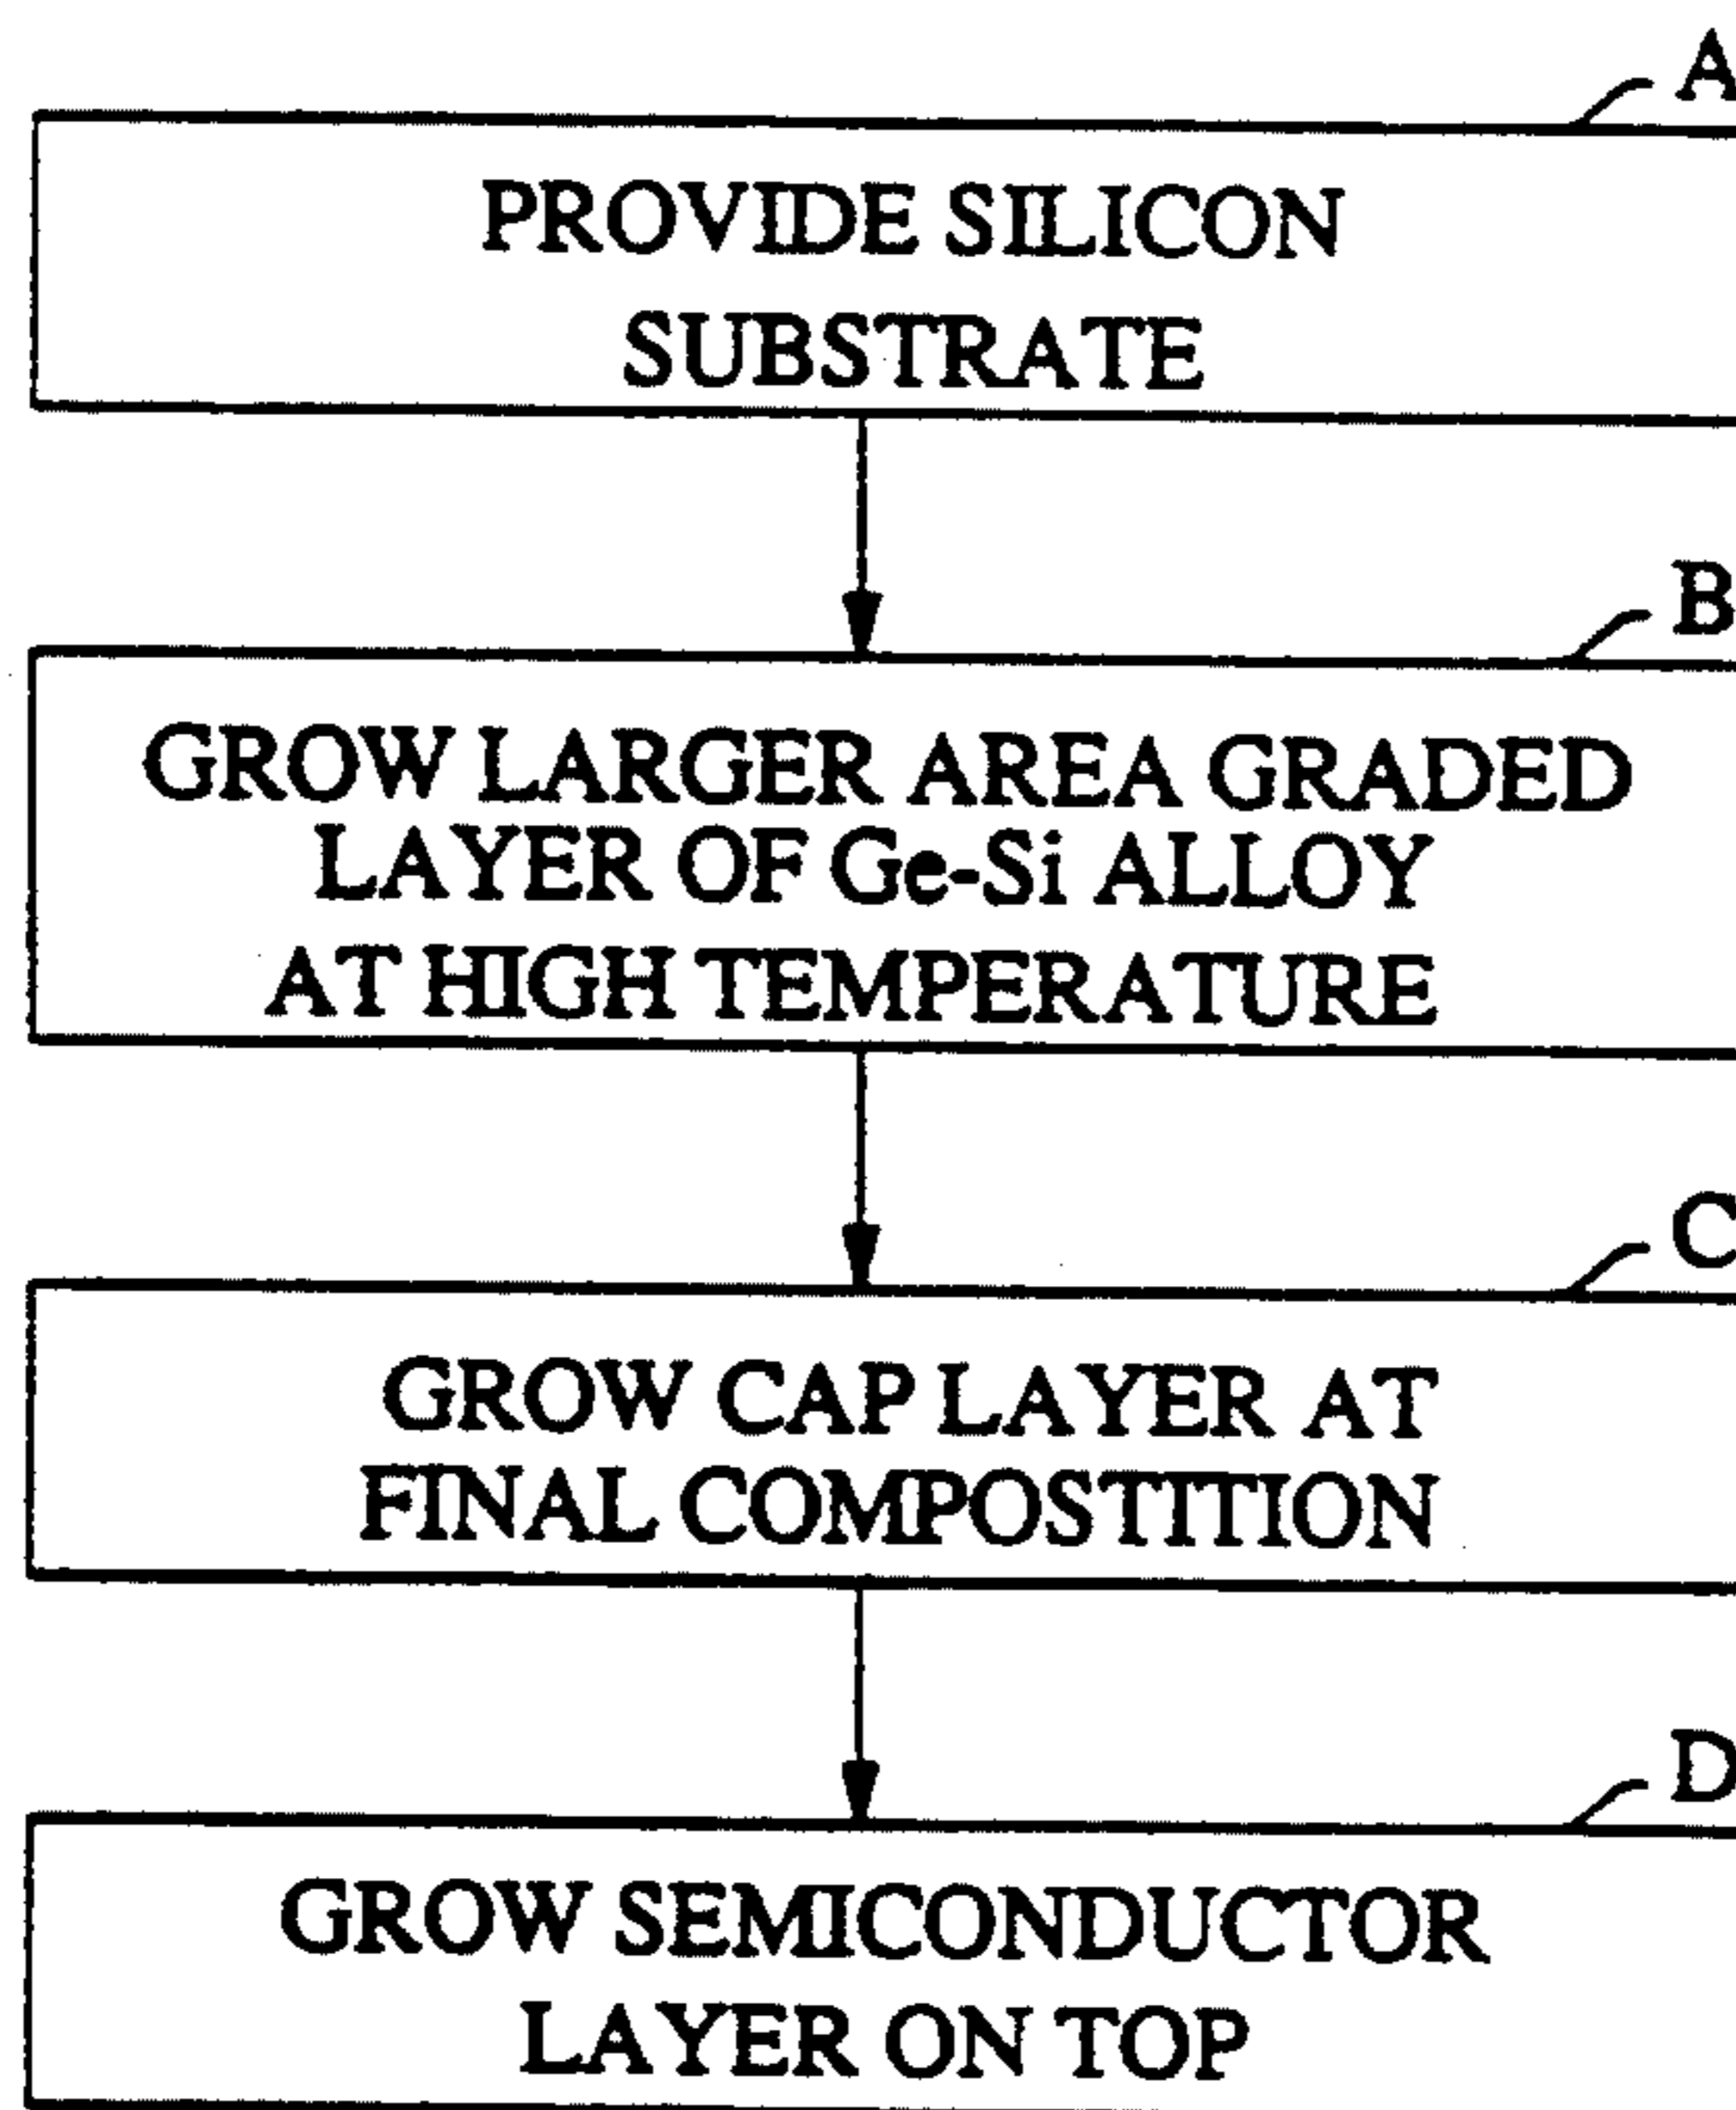 A
PROVIDE SILICON
SUBSTRATE
B
GROW LARGER AREA GRADED
LAYER OF Ge-Si ALLOY
AT HIGH TEMPERATURE
C
GROW CAP LAYER AT
FINAL COMPOSTITION
D
GROW SEMICONDUCTOR
LAYER ON TOP